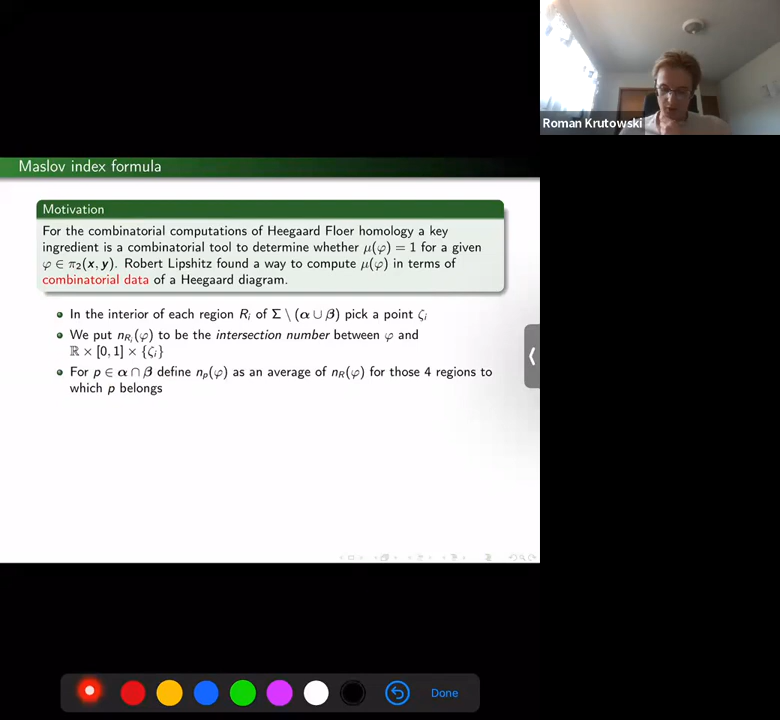 Roman Krutowski
Maslov index formula
Motivation
For the combinatorial computations of Heegaard Floer homology a key
ingredient is a combinatorial tool to determine whether μ(φ) = 1 for a given
φ ∈ π₂(x, y). Robert Lipshitz found a way to compute μ(φ) in terms of
combinatorial data of a Heegaard diagram.
In the interior of each region Rᵢ of Σ \ (α ∪ β) pick a point ζᵢ
We put n_{Rᵢ}(φ) to be the intersection number between φ and
ℝ × [0, 1] × {ζᵢ}
For p ∈ α ∩ β define nₚ(φ) as an average of n_R(φ) for those 4 regions to
which p belongs
Done